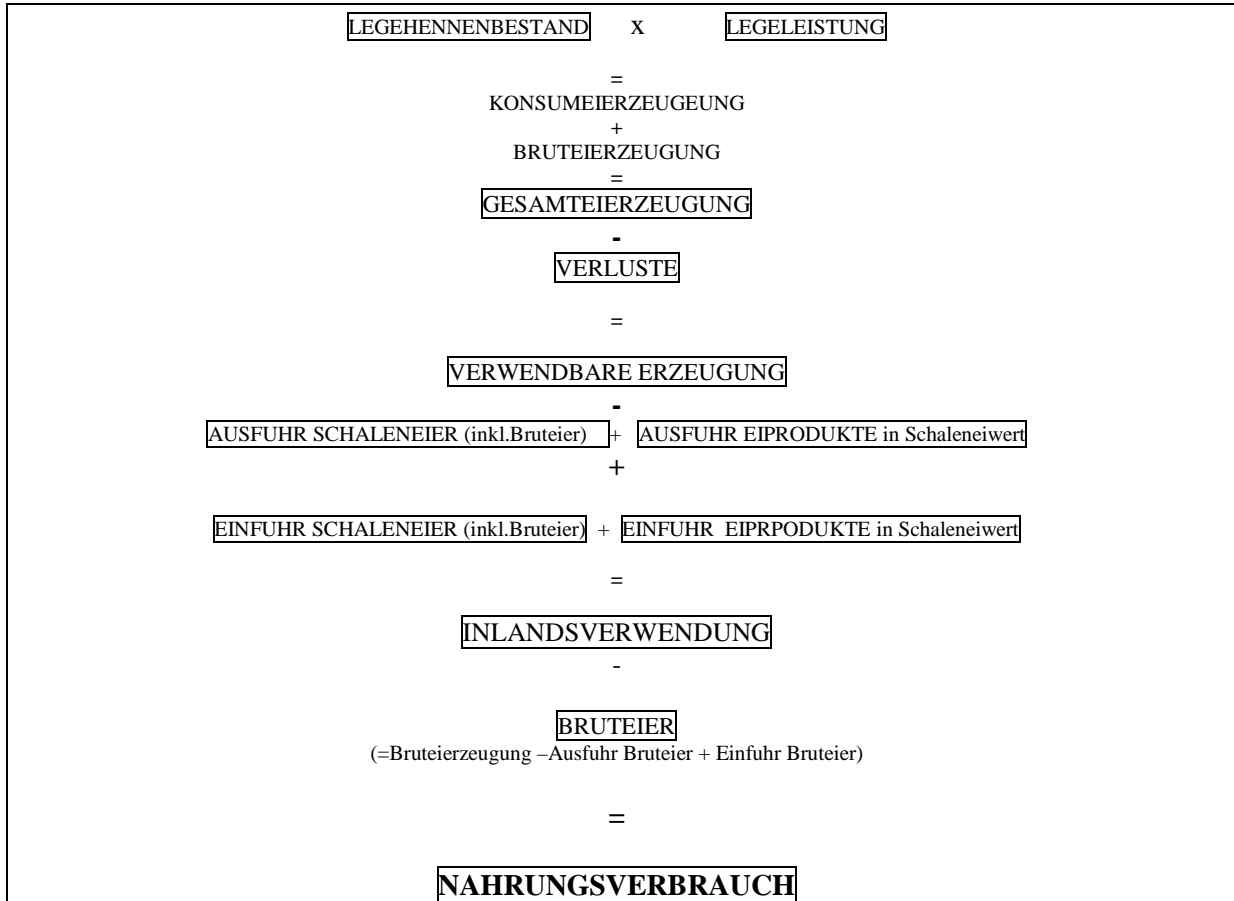 LEGEHENNENBESTAND x LEGELEISTUNG
=
KONSUMEIERZEUGEUNG
+
BRUTEIERZEUGUNG
=
GESAMTEIERZEUGUNG
-
VERLUSTE
=
VERWENDBARE ERZEUGUNG
-
AUSFUHR SCHALENEIER (inkl.Bruteier) + AUSFUHR EIPRODUKTE in Schaleneiwert
+
EINFUHR SCHALENEIER (inkl.Bruteier) + EINFUHR EIPRPODUKTE in Schaleneiwert
=
INLANDSVERWENDUNG
-
BRUTEIER
(=Bruteierzeugung –Ausfuhr Bruteier + Einfuhr Bruteier)
=
NAHRUNGSVERBRAUCH